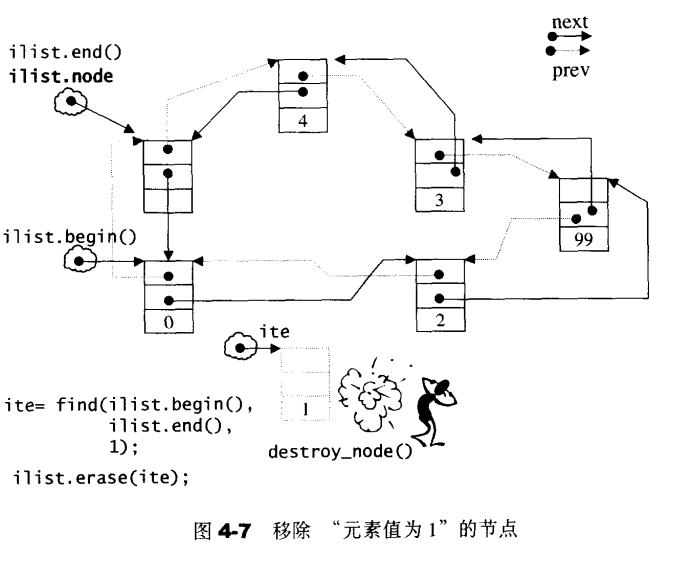 next
prev
ilist.end()
ilist.node
4
3
99
ilist.begin()
0
2
ite
1
ite= find(ilist.begin(),
ilist.end(),
1);
destroy_node()
ilist.erase(ite);
图 4-7 移除 “元素值为1”的节点